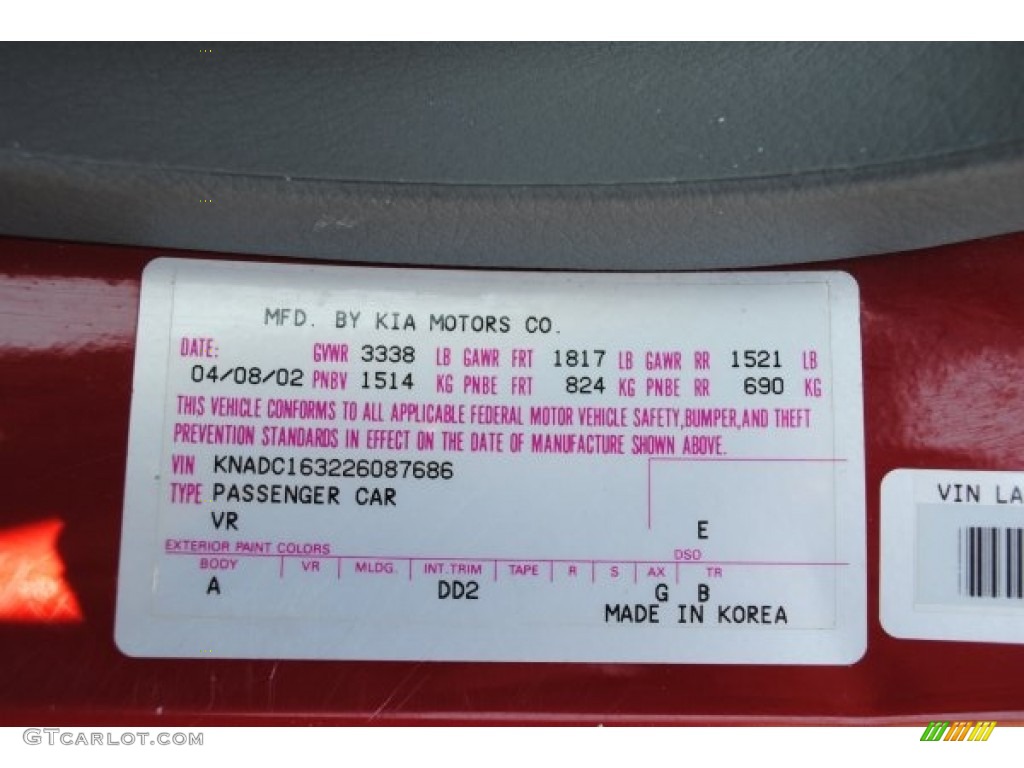 MFD. BY KIA MOTORS CO.
DATE: GVWR 3338 LB GAWR FRT 1817 LB GAWR RR 1521 LB
04/08/02 PNBV 1514 KG PNBE FRT 824 KG PNBE RR 690 KG
THIS VEHICLE CONFORMS TO ALL APPLICABLE FEDERAL MOTOR VEHICLE SAFETY,BUMPER,AND THEFT
PREVENTION STANDARDS IN EFFECT ON THE DATE OF MANUFACTURE SHOWN ABOVE.
VIN KNADC163226087686
TYPE PASSENGER CAR
VR E
EXTERIOR PAINT COLORS DSO
BODY VR MLDG. INT.TRIM TAPE R S AX TR
A DD2 G B
MADE IN KOREA
VIN LA
GTCARLOT.COM